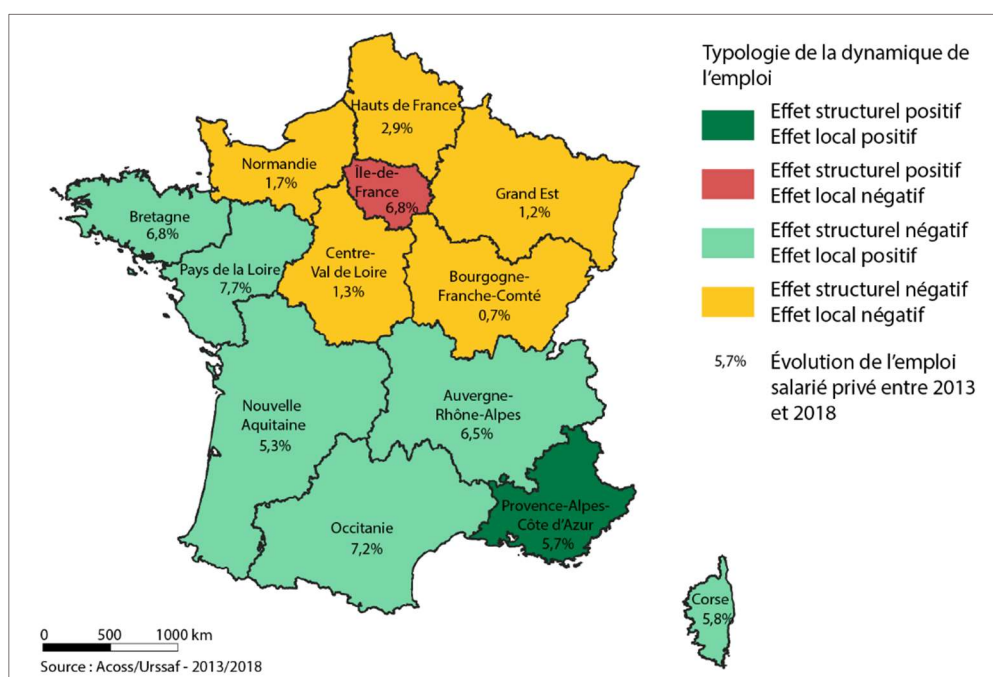 Typologie de la dynamique de
l'emploi
Effet structurel positif
Effet local positif
Effet structurel positif
Effet local négatif
Effet structurel négatif
Effet local positif
Effet structurel négatif
Effet local négatif
5,7%
Évolution de l'emploi
salarié privé entre 2013
et 2018
Hauts de France
2,9%
Normandie
1,7%
Île-de-
France
6,8%
Grand Est
1,2%
Bretagne
6,8%
Pays de la Loire
7,7%
Centre-
Val de Loire
1,3%
Bourgogne-
Franche-Comté
0,7%
Nouvelle
Aquitaine
5,3%
Auvergne-
Rhône-Alpes
6,5%
Occitanie
7,2%
Provence-Alpes-
Côte d'Azur
5,7%
Corse
5,8%
0 500 1000 km
Source : Acoss/Urssaf - 2013/2018